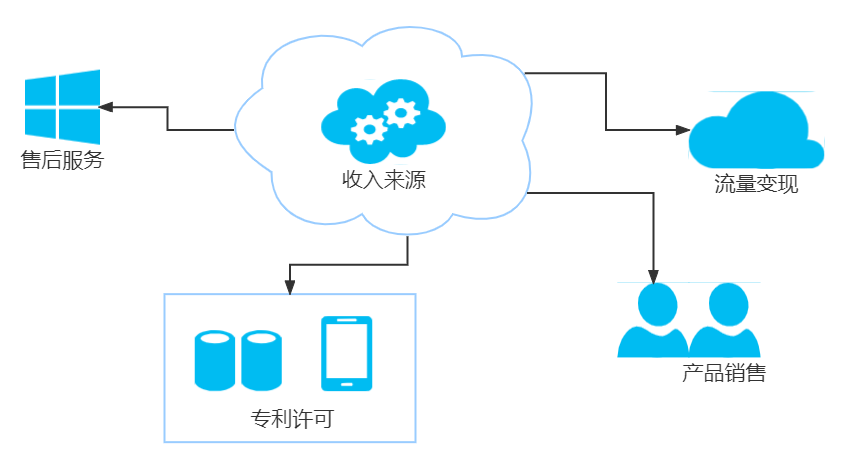 售后服务
收入来源
流量变现
产品销售
专利许可